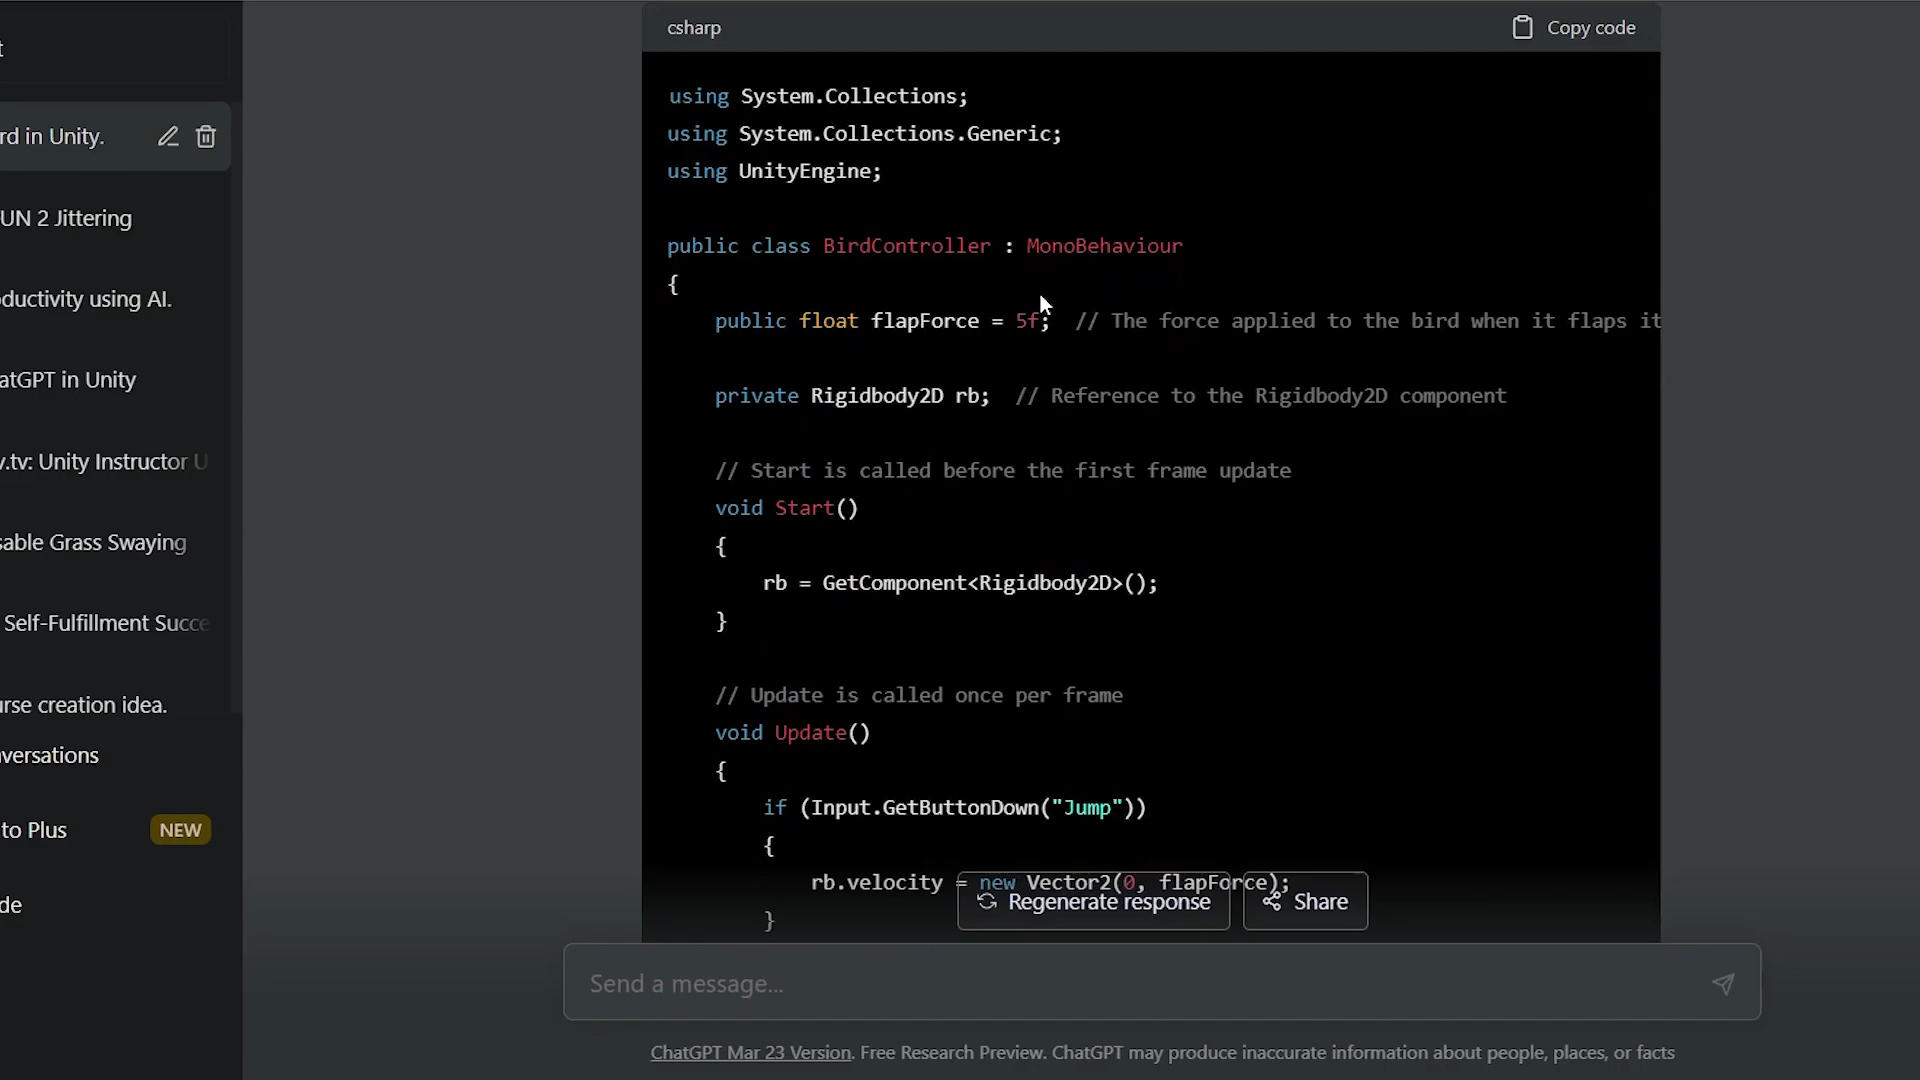 t
rd in Unity.
UN 2 Jittering
ductivity using AI.
atGPT in Unity
v.tv: Unity Instructor U
sable Grass Swaying
Self-Fulfillment Succe
rse creation idea.
versations
to Plus NEW
de
csharp Copy code
using System.Collections;
using System.Collections.Generic;
using UnityEngine;
public class BirdController : MonoBehaviour
{
public float flapForce = 5f; // The force applied to the bird when it flaps it
private Rigidbody2D rb; // Reference to the Rigidbody2D component
// Start is called before the first frame update
void Start()
{
rb = GetComponent<Rigidbody2D>();
}
// Update is called once per frame
void Update()
{
if (Input.GetButtonDown("Jump"))
{
rb.velocity = new Vector2(0, flapForce);
}
Regenerate response Share
Send a message...
ChatGPT Mar 23 Version. Free Research Preview. ChatGPT may produce inaccurate information about people, places, or facts